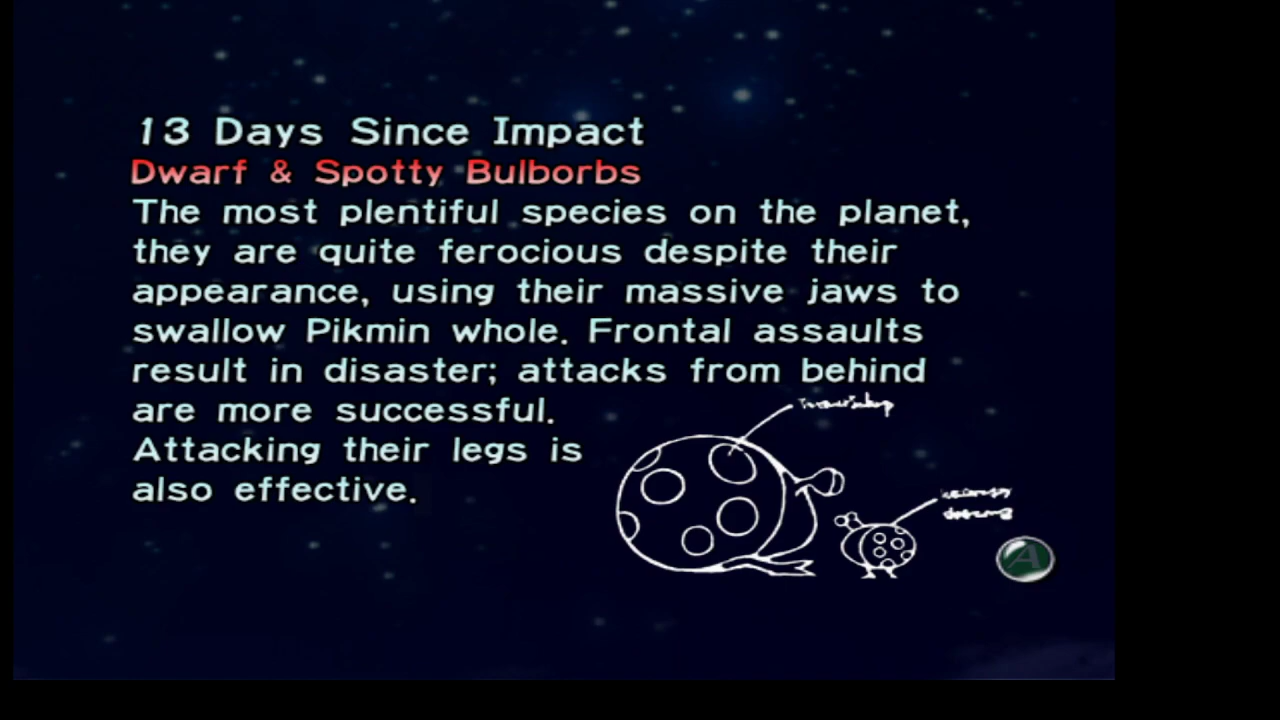 13 Days Since Impact
Dwarf & Spotty Bulborbs
The most plentiful species on the planet,
they are quite ferocious despite their
appearance, using their massive jaws to
swallow Pikmin whole. Frontal assaults
result in disaster; attacks from behind
are more successful.
Attacking their legs is
also effective.
A